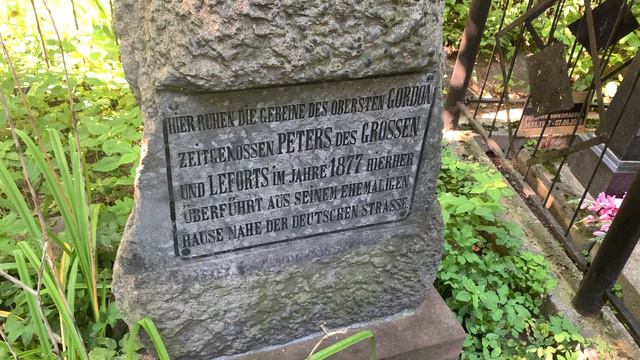 HIER RUHEN DIE GEBEINE DES OBERSTEN GORDON
ZEITGENOSSEN PETERS DES GROSSEN
UND LEFORTS IM JAHRE 1877 HIERHER
ÜBERFÜHRT AUS SEINEM EHEMALIGEN
HAUSE NAHE DER DEUTSCHEN STRASSE.